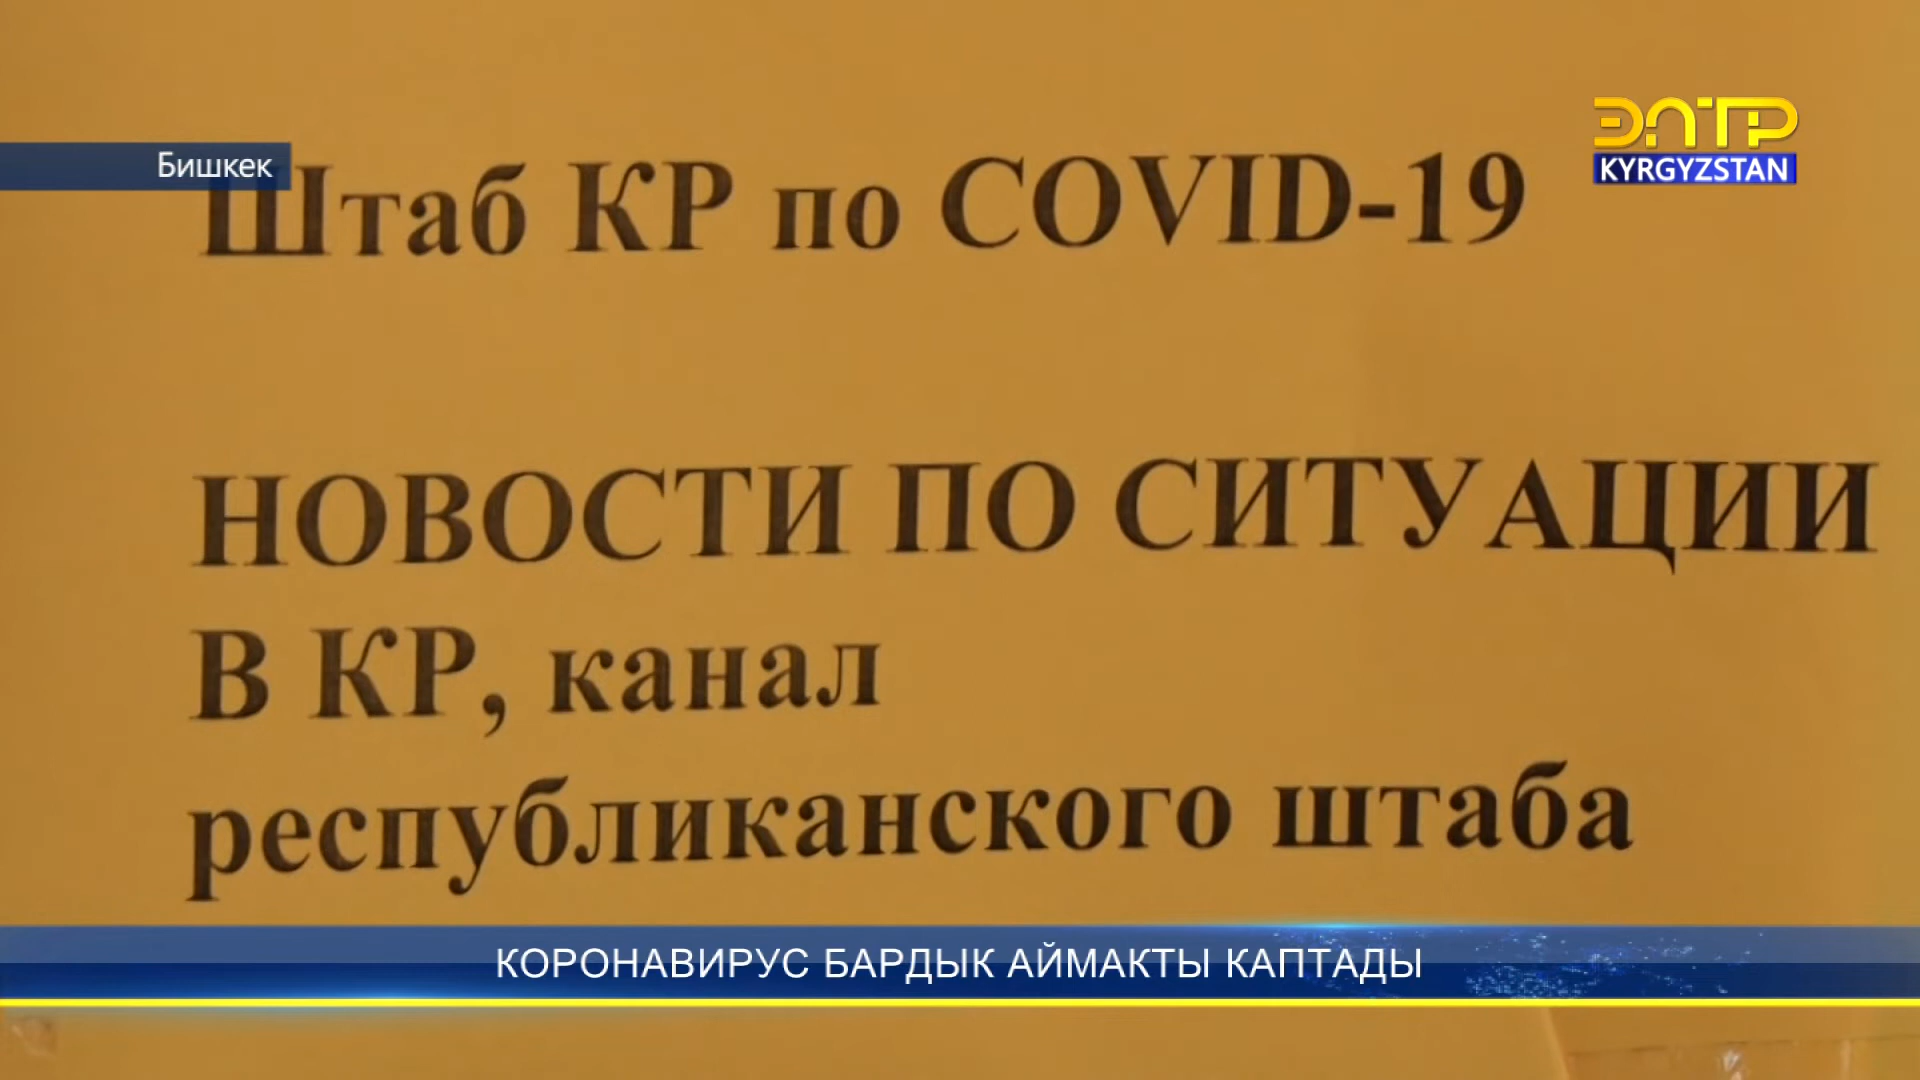 Бишкек
ЭЛТР
KYRGYZSTAN
Штаб КР по COVID-19
НОВОСТИ ПО СИТУАЦИИ
В КР, канал
республиканского штаба
КОРОНАВИРУС БАРДЫК АЙМАКТЫ КАПТАДЫ